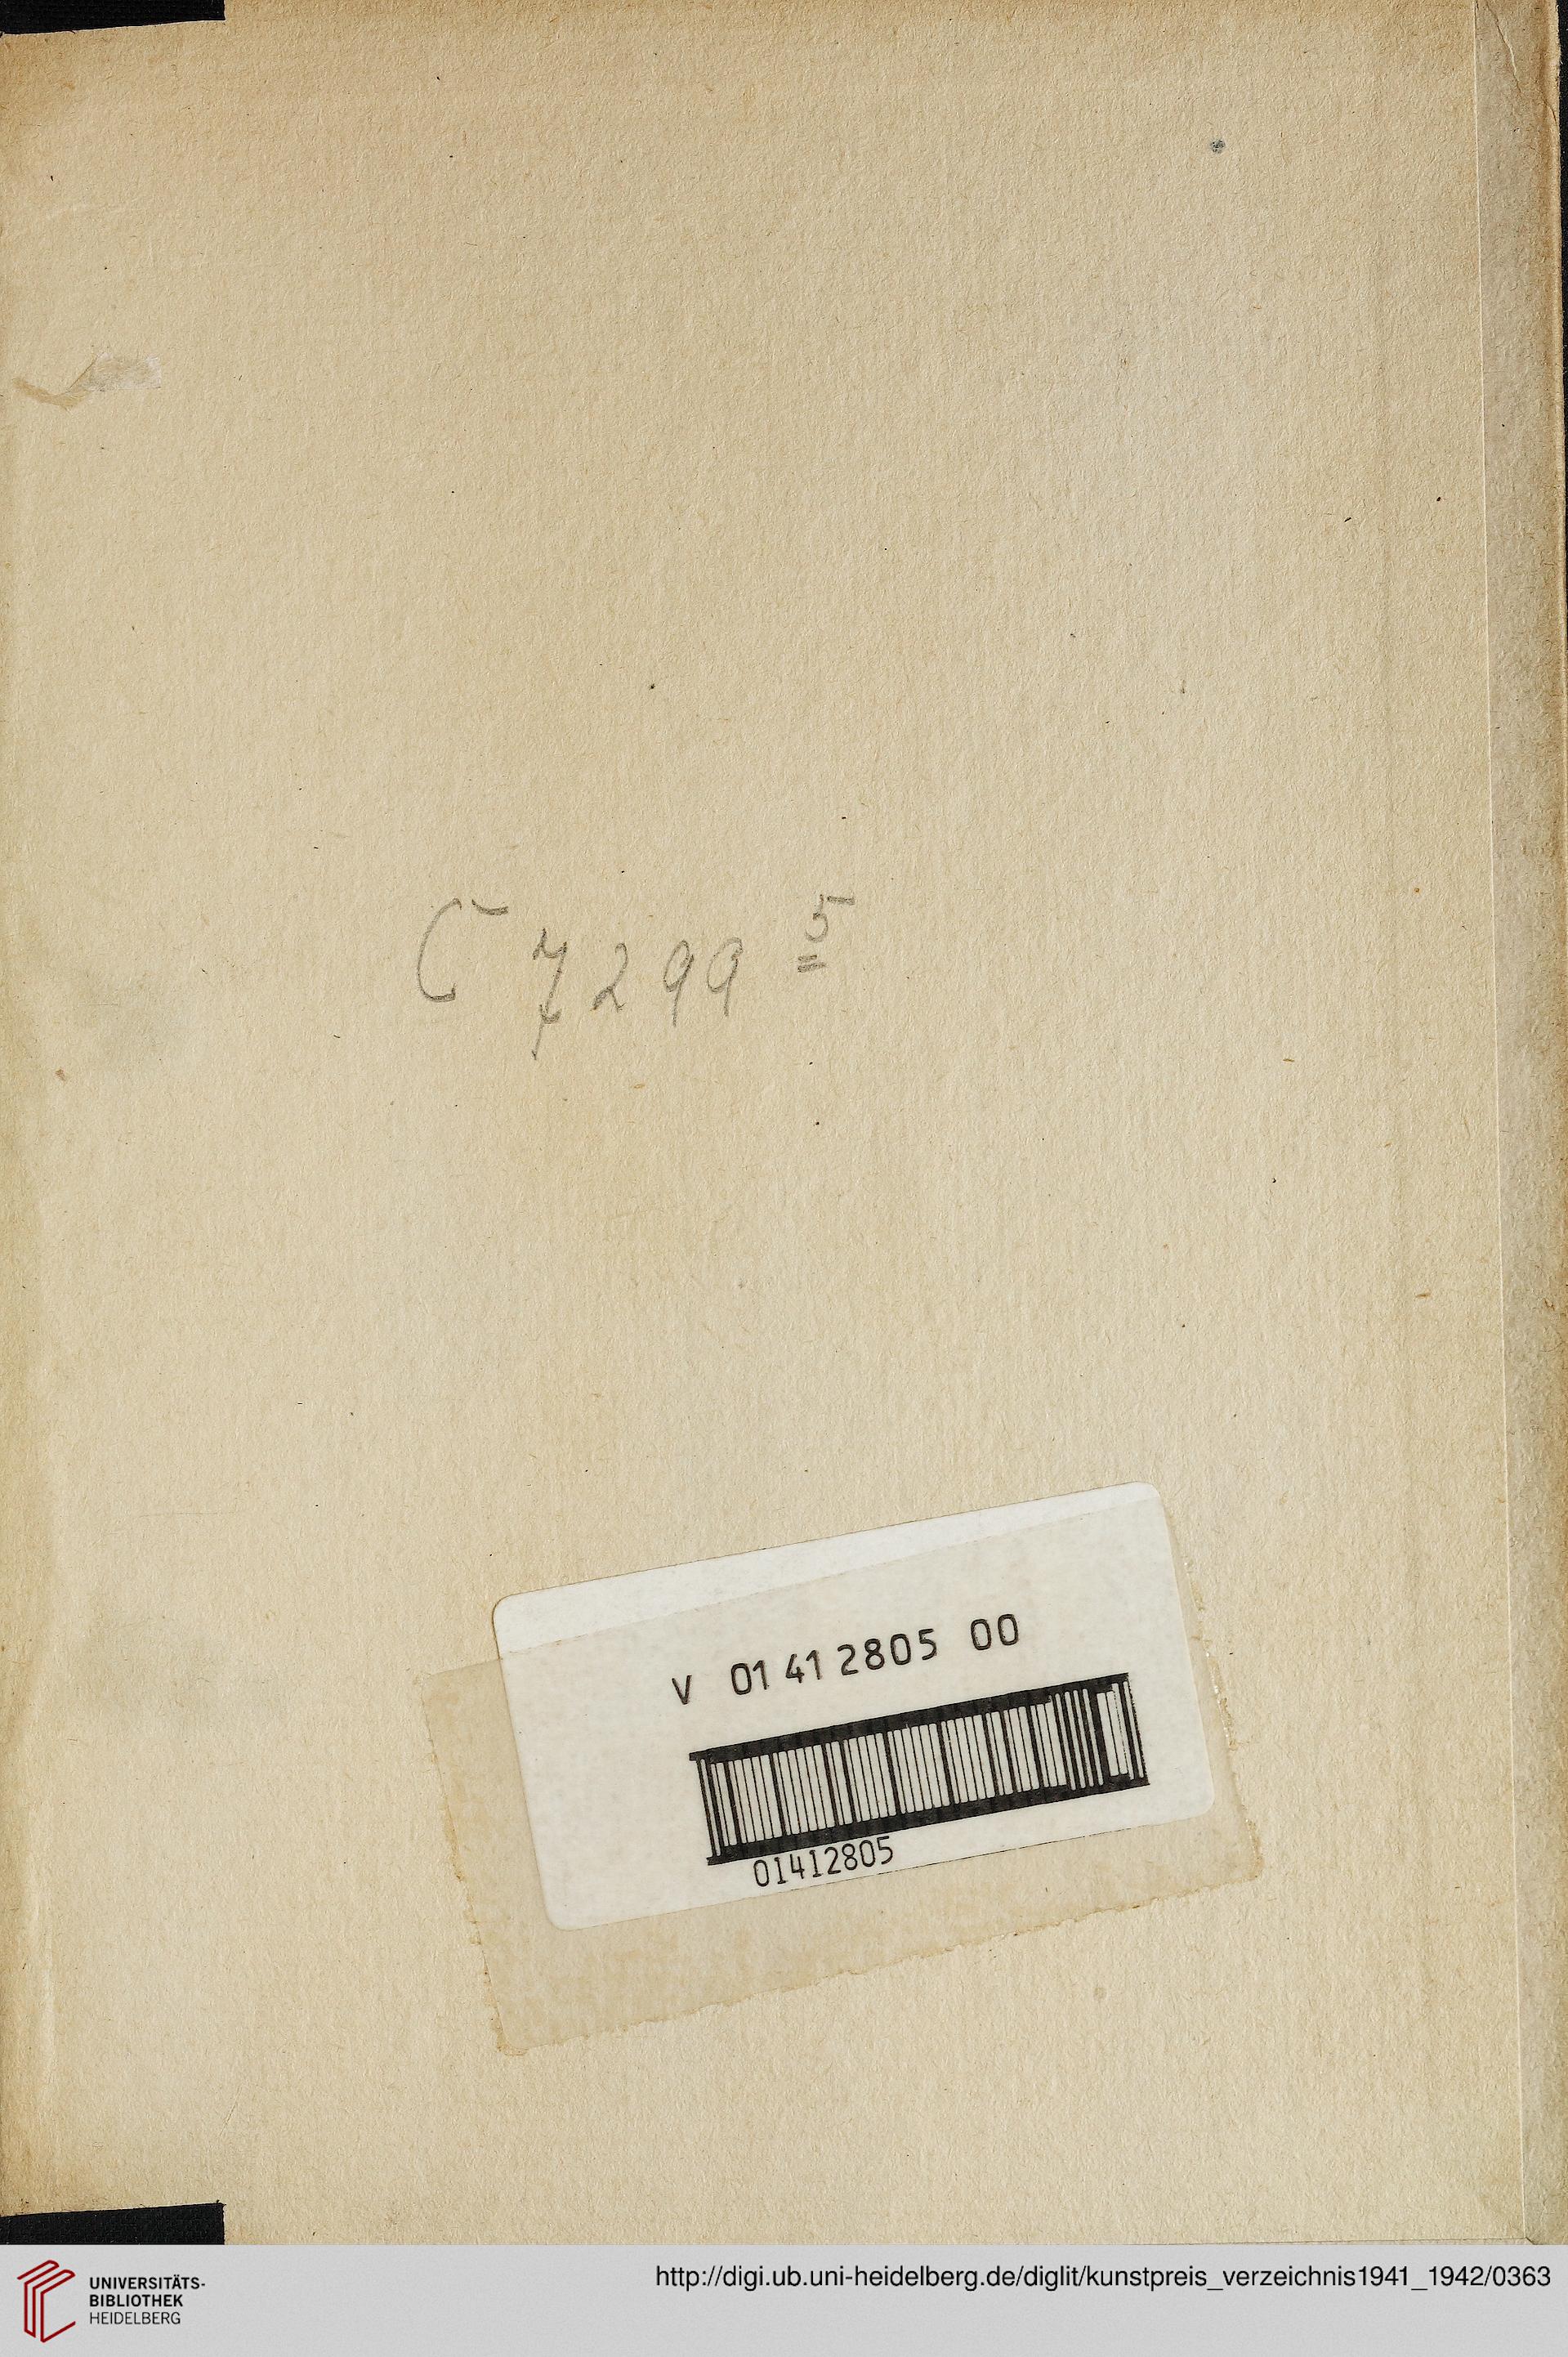 C 7299 5
V 01 41 2805 00
01412805
UNIVERSITÄTS-
BIBLIOTHEK
HEIDELBERG
http://digi.ub.uni-heidelberg.de/diglit/kunstpreis_verzeichnis1941_1942/0363